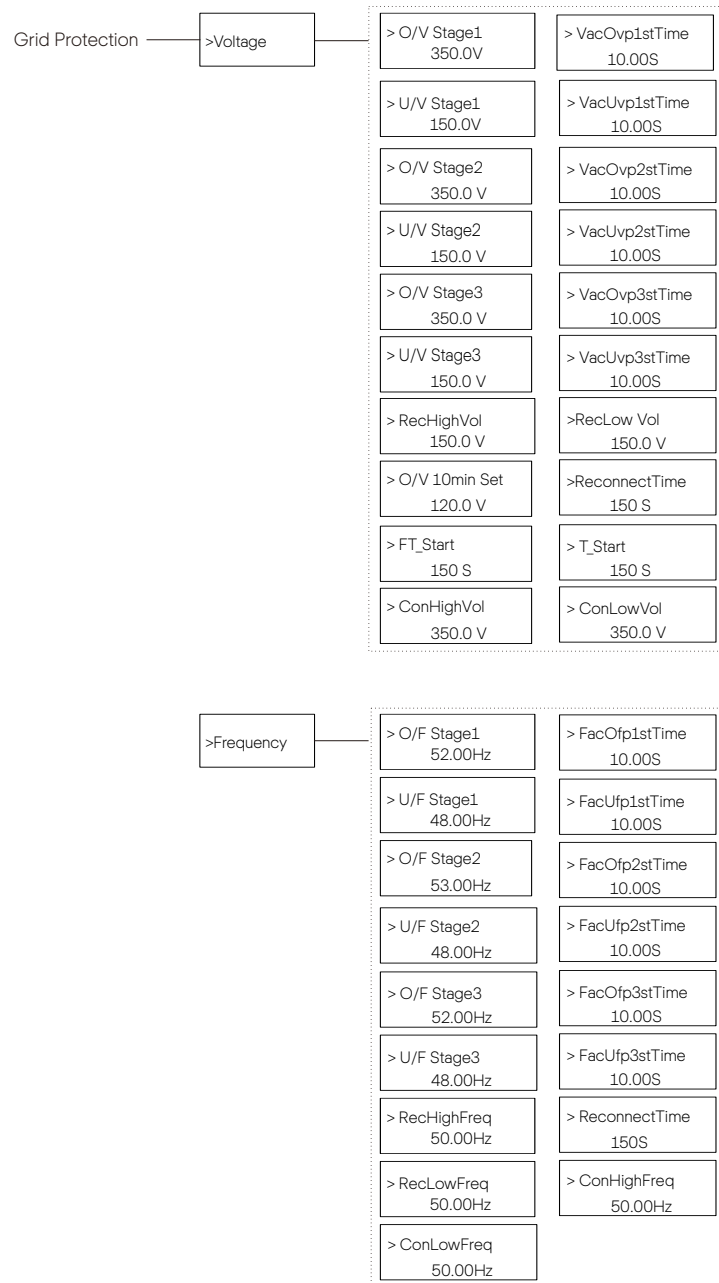 Grid Protection
>Voltage
> O/V Stage1
350.0V
> VacOvp1stTime
10.00S
> U/V Stage1
150.0V
> VacUvp1stTime
10.00S
> O/V Stage2
350.0 V
> VacOvp2stTime
10.00S
> U/V Stage2
150.0 V
> VacUvp2stTime
10.00S
> O/V Stage3
350.0 V
> VacOvp3stTime
10.00S
> U/V Stage3
150.0 V
> VacUvp3stTime
10.00S
> RecHighVol
150.0 V
>RecLow Vol
150.0 V
> O/V 10min Set
120.0 V
>ReconnectTime
150 S
> FT_Start
150 S
> T_Start
150 S
> ConHighVol
350.0 V
> ConLowVol
350.0 V
>Frequency
> O/F Stage1
52.00Hz
> FacOfp1stTime
10.00S
> U/F Stage1
48.00Hz
> FacUfp1stTime
10.00S
> O/F Stage2
53.00Hz
> FacOfp2stTime
10.00S
> U/F Stage2
48.00Hz
> FacUfp2stTime
10.00S
> O/F Stage3
52.00Hz
> FacOfp3stTime
10.00S
> U/F Stage3
48.00Hz
> FacUfp3stTime
10.00S
> RecHighFreq
50.00Hz
> ReconnectTime
150S
> RecLowFreq
50.00Hz
> ConHighFreq
50.00Hz
> ConLowFreq
50.00Hz